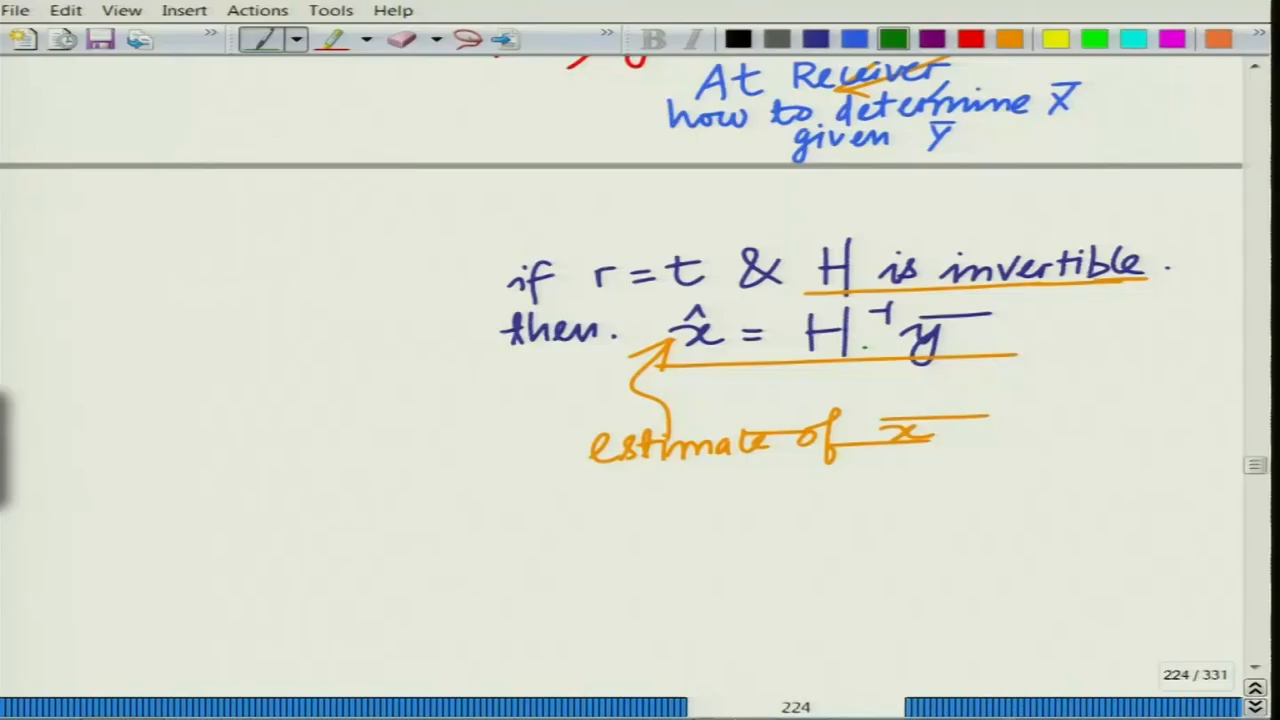 File Edit View Insert Actions Tools Help
B I
At Receiver
how to determine x̄
given ȳ
if r = t & H is invertible.
then. x̂ = H⁻¹ ȳ
estimate of x̄
224 / 331
224